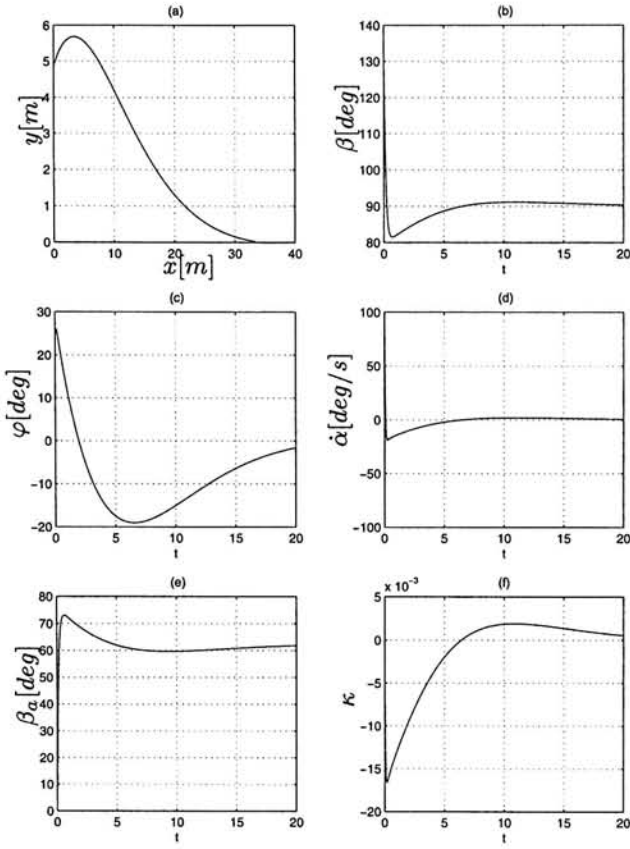 (a)
6
5
4
3
2
1
0
0 10 20 30 40
y[m]
x[m]
(b)
140
130
120
110
100
90
80
0 5 10 15 20
β[deg]
t
(c)
30
20
10
0
−10
−20
0 5 10 15 20
φ[deg]
t
(d)
100
50
0
−50
−100
0 5 10 15 20
α̇[deg/s]
t
(e)
80
70
60
50
40
30
20
10
0
0 5 10 15 20
βₐ[deg]
t
(f)
x 10⁻³
5
0
−5
−10
−15
−20
0 5 10 15 20
κ
t